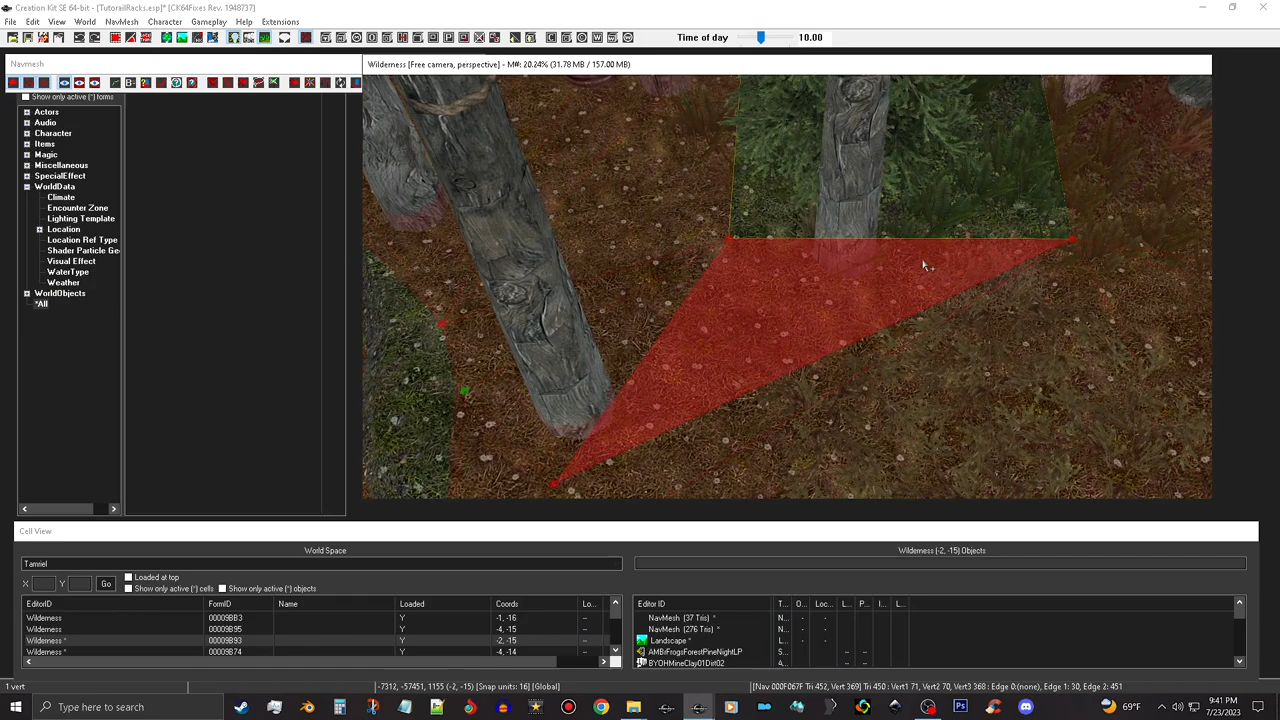 Creation Kit SE 64-bit - [TutorailRacks.esp]* [CK64Fixes Rev. 1948737]
File Edit View World NavMesh Character Gameplay Help Extensions
Time of day 10.00
Navmesh
Wilderness [Free camera, perspective] - M#: 20.24% (31.78 MB / 157.00 MB)
Show only active (*) forms
Actors
Audio
Character
Items
Magic
Miscellaneous
SpecialEffect
WorldData
Climate
Encounter Zone
Lighting Template
Location
Location Ref Type
Shader Particle Ge
Visual Effect
WaterType
Weather
WorldObjects
*All
Cell View
World Space
Wilderness (-2, -15) Objects
Tamriel
X Y Go
Loaded at top
Show only active (*) cells
Show only active (*) objects
EditorID FormID Name Loaded Coords Lo...
Wilderness 00009BB3 Y -1, -16 --
Wilderness 00009B95 Y -4, -15 --
Wilderness * 00009B93 Y -2, -15 --
Wilderness * 00009B74 Y -4, -14 --
Editor ID T... O... Loc... L... P... I... L...
NavMesh (37 Tris) * N... - -
NavMesh (276 Tris) * N... - -
Landscape * L...
AMBrFrogsForestPineNightLP S... -- --
BYOHMineClay01Dirt02 A... -- --
1 vert
-7312, -57451, 1155 (-2, -15) [Snap units: 16] [Global]
[Nav 000F067F Tri 452, Vert 369] Tri 450 : Vert1 71, Vert2 70, Vert3 368 : Edge 0:(none), Edge 1: 30, Edge 2: 451
Type here to search
69°F
9:41 PM
7/23/2023